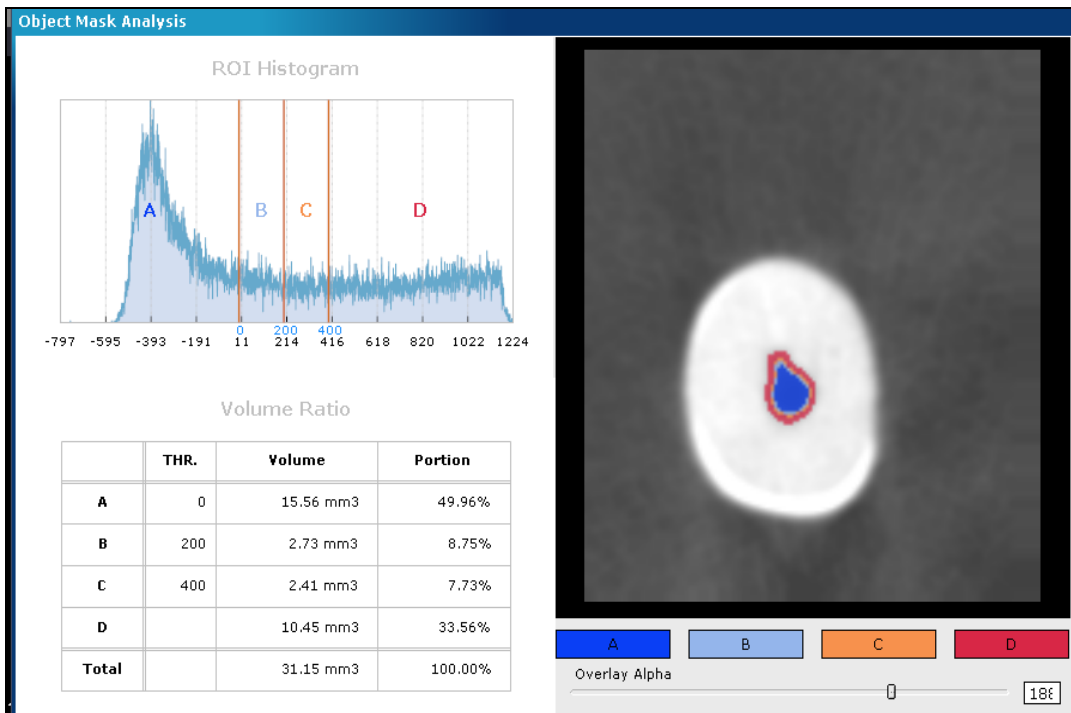 Object Mask Analysis
ROI Histogram
A B C D
0 200 400
-797 -595 -393 -191 11 214 416 618 820 1022 1224
Volume Ratio
THR. Volume Portion
A 0 15.56 mm3 49.96%
B 200 2.73 mm3 8.75%
C 400 2.41 mm3 7.73%
D 10.45 mm3 33.56%
Total 31.15 mm3 100.00%
A B C D
Overlay Alpha